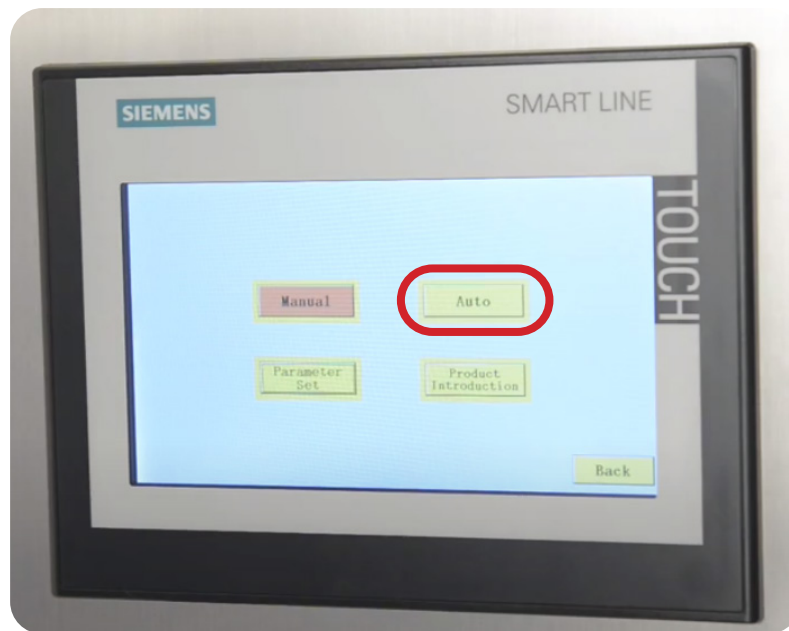 SIEMENS
SMART LINE
TOUCH
Manual
Auto
Parameter
Set
Product
Introduction
Back